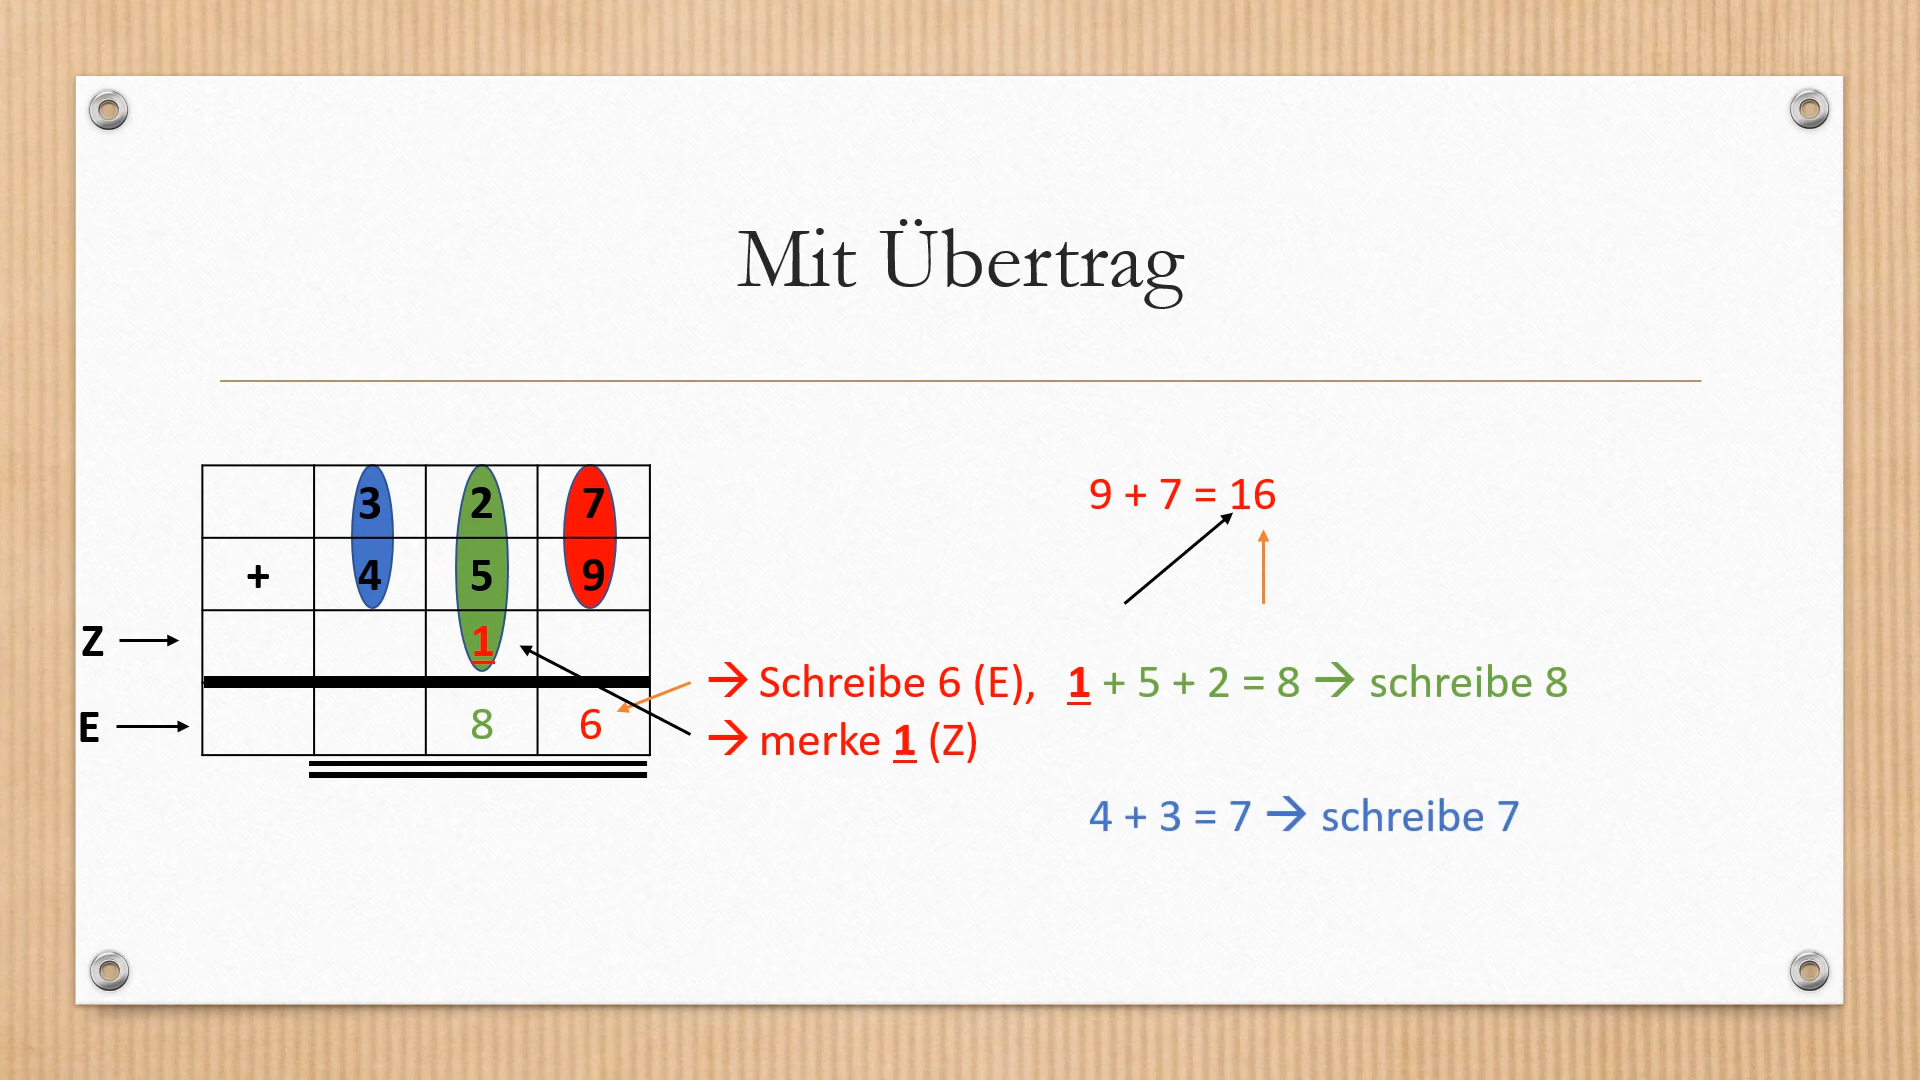 Mit Übertrag
3 2 7
+ 4 5 9
Z → 1
E → 8 6
9 + 7 = 16
→ Schreibe 6 (E),
→ merke 1 (Z)
1 + 5 + 2 = 8 → schreibe 8
4 + 3 = 7 → schreibe 7